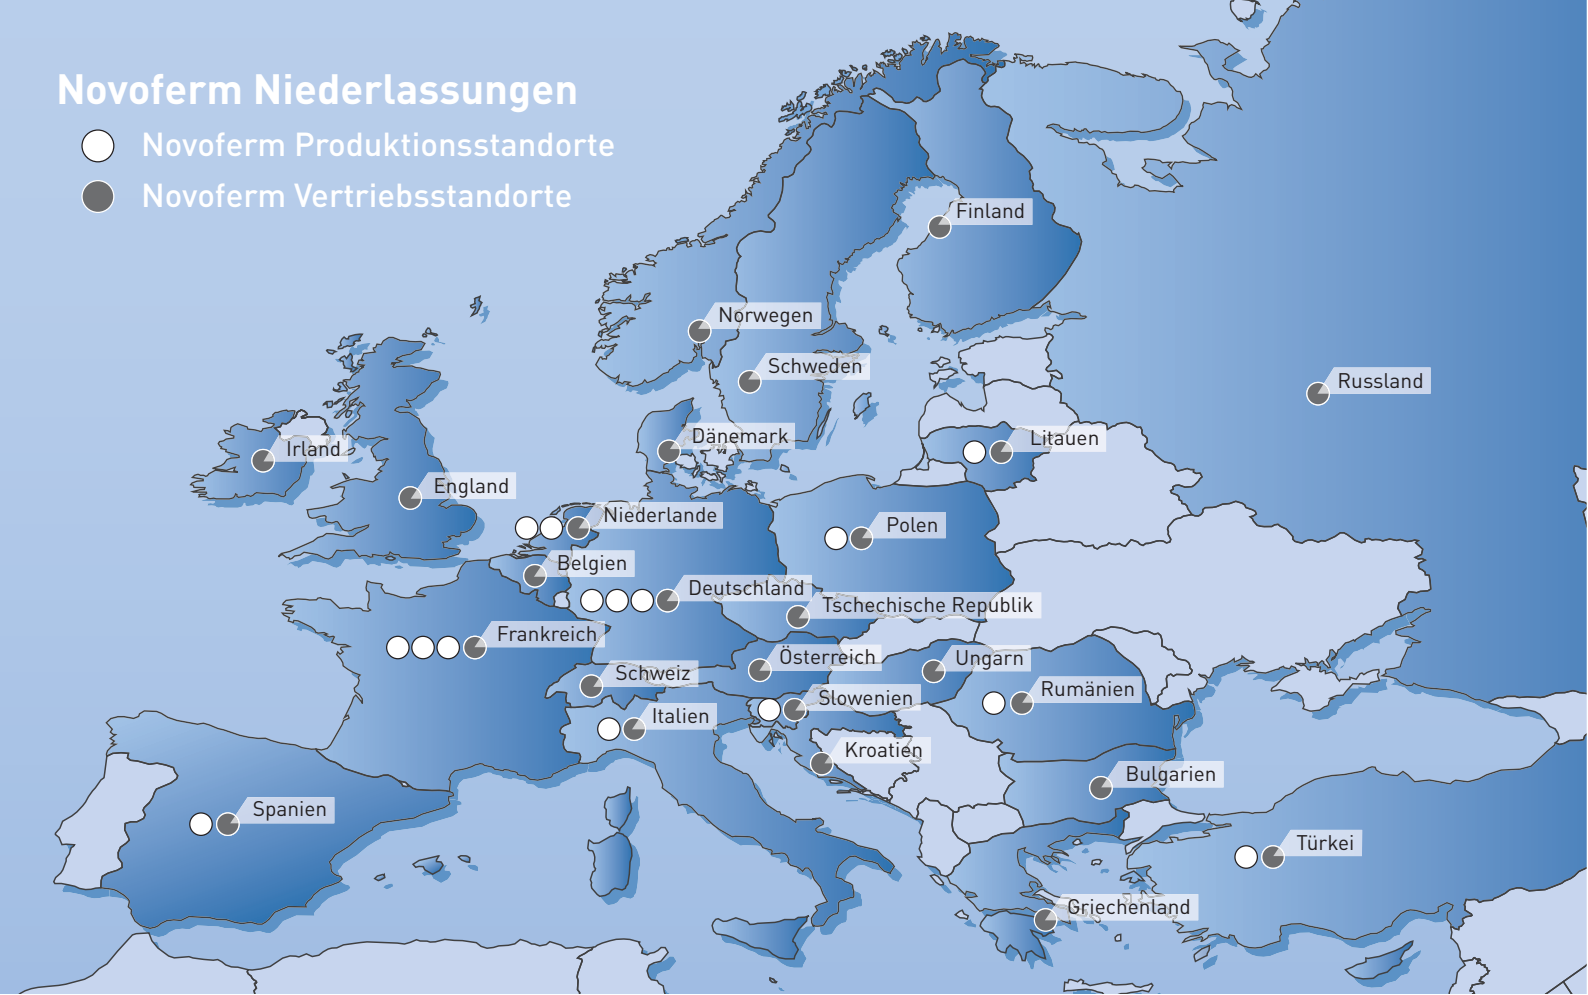 Novoferm Niederlassungen
Novoferm Produktionsstandorte
Novoferm Vertriebsstandorte
Finland
Norwegen
Schweden
Russland
Dänemark
Litauen
Irland
England
Niederlande
Polen
Belgien
Deutschland
Tschechische Republik
Frankreich
Österreich
Ungarn
Schweiz
Rumänien
Slowenien
Italien
Kroatien
Bulgarien
Spanien
Türkei
Griechenland